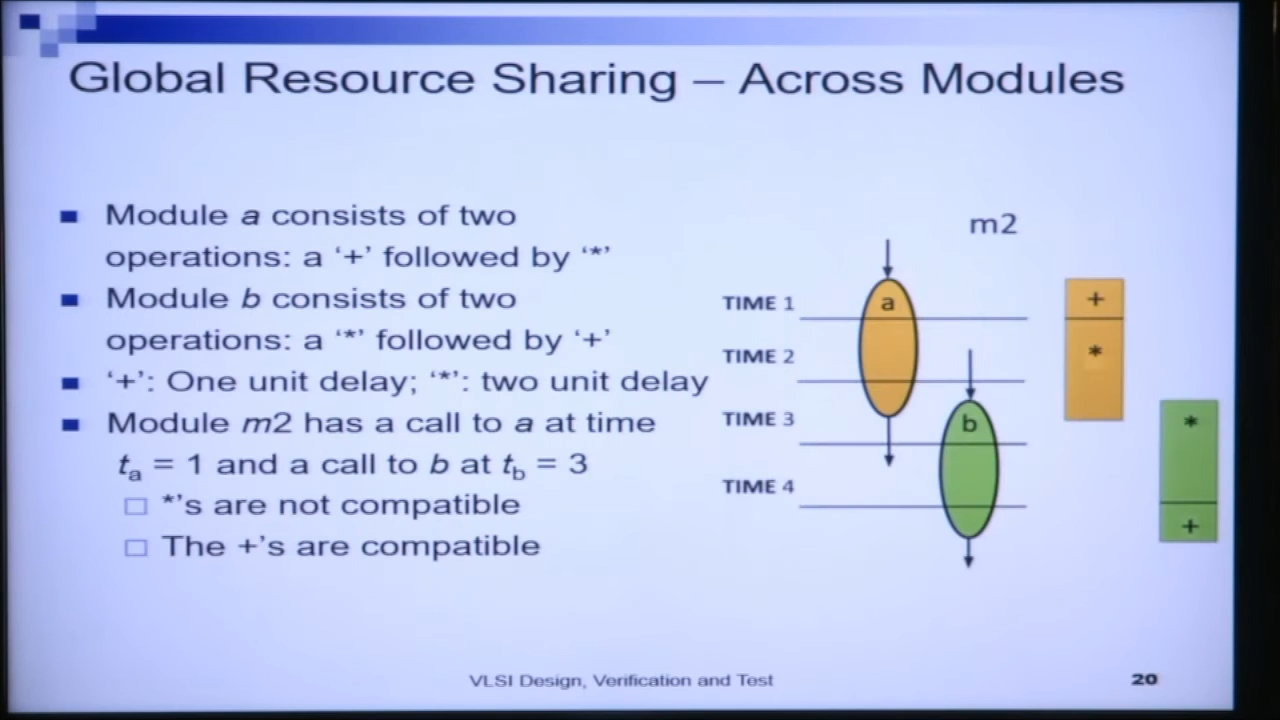 Global Resource Sharing – Across Modules
Module a consists of two
operations: a ‘+’ followed by ‘*’
Module b consists of two
operations: a ‘*’ followed by ‘+’
‘+’: One unit delay; ‘*’: two unit delay
Module m2 has a call to a at time
ta = 1 and a call to b at tb = 3
*’s are not compatible
The +’s are compatible
m2
TIME 1
a
+
TIME 2
*
TIME 3
b
*
TIME 4
+
VLSI Design, Verification and Test
20